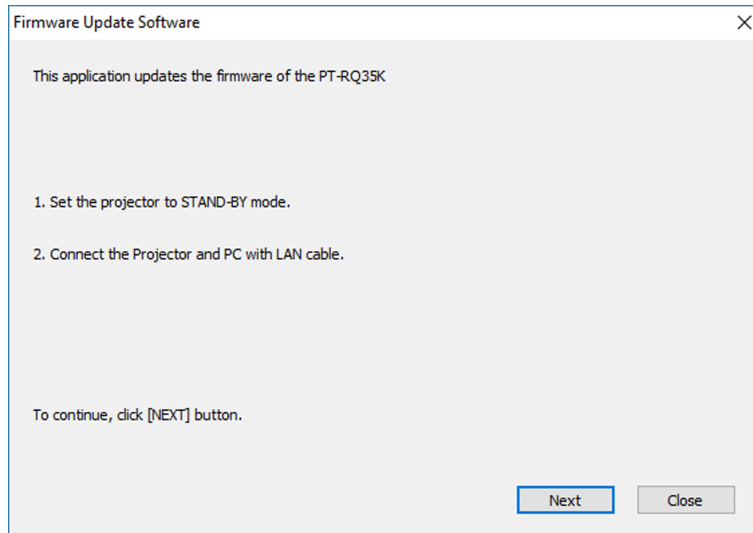 Firmware Update Software
This application updates the firmware of the PT-RQ35K
1. Set the projector to STAND-BY mode.
2. Connect the Projector and PC with LAN cable.
To continue, click [NEXT] button.
Next
Close